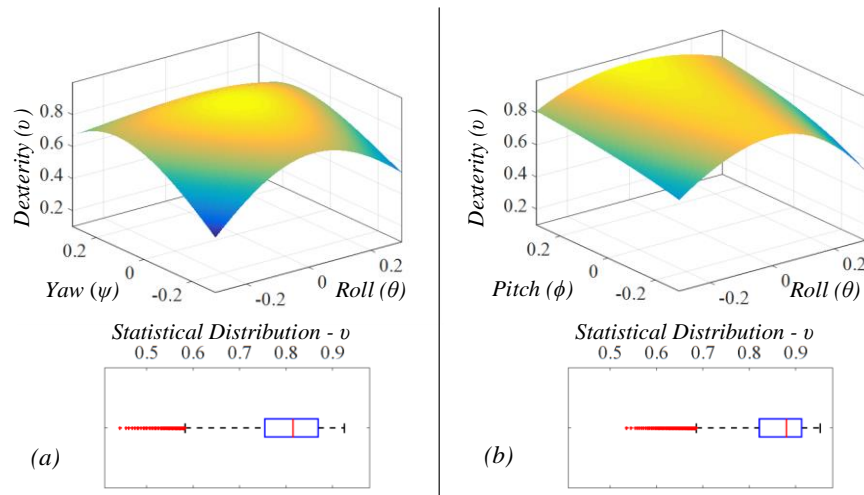 Dexterity (υ)
0.8
0.6
0.4
0.2
0.2
0
-0.2
Yaw (ψ)
-0.2
0
0.2
Roll (θ)
Statistical Distribution - υ
0.5 0.6 0.7 0.8 0.9
(a)
Dexterity (υ)
0.8
0.6
0.4
0.2
0.2
0
-0.2
Pitch (ϕ)
-0.2
0
0.2
Roll (θ)
Statistical Distribution - υ
0.5 0.6 0.7 0.8 0.9
(b)